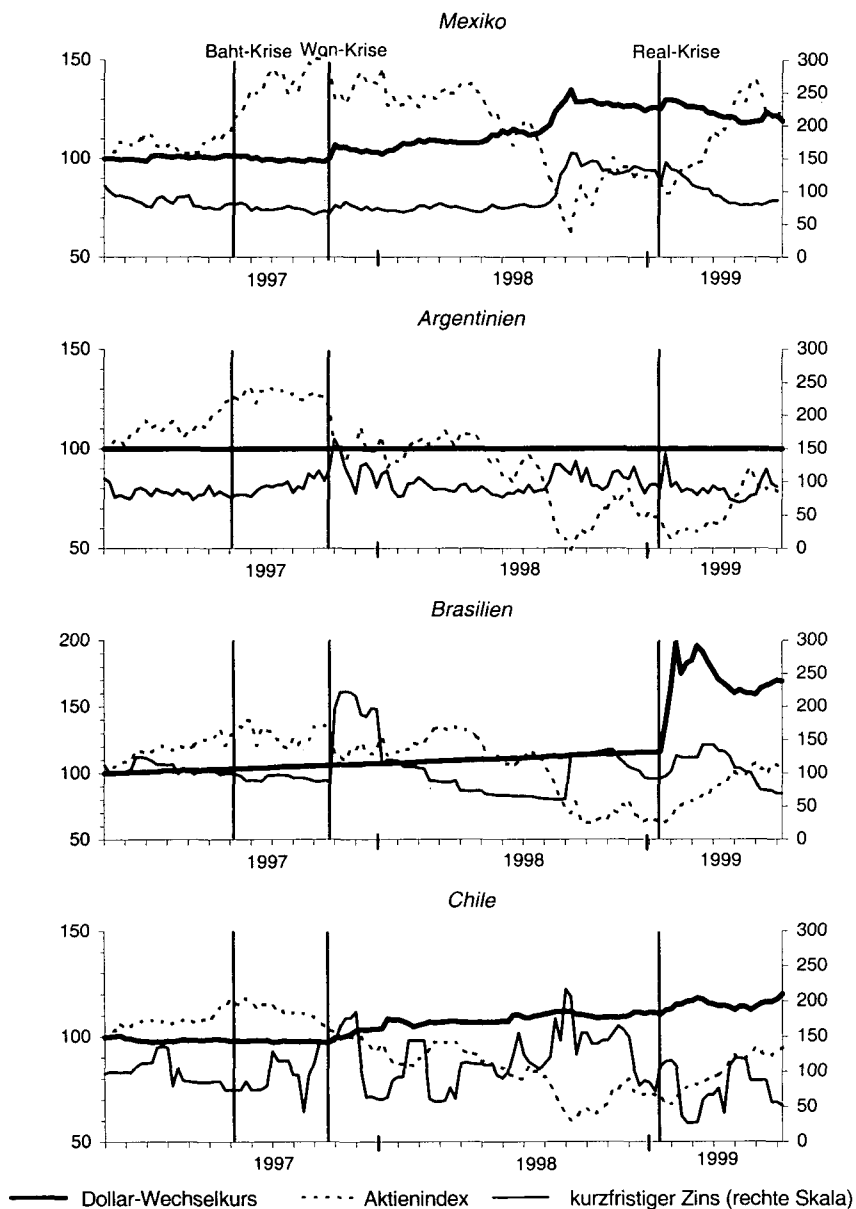 Mexiko
Baht-Krise Won-Krise Real-Krise
150 300
250
200
100 150
100
50
50 0
1997 1998 1999
Argentinien
150 300
250
200
100 150
100
50
50 0
1997 1998 1999
Brasilien
200 300
250
150 200
150
100 100
50
50 0
1997 1998 1999
Chile
150 300
250
200
100 150
100
50
50 0
1997 1998 1999
Dollar-Wechselkurs Aktienindex kurzfristiger Zins (rechte Skala)